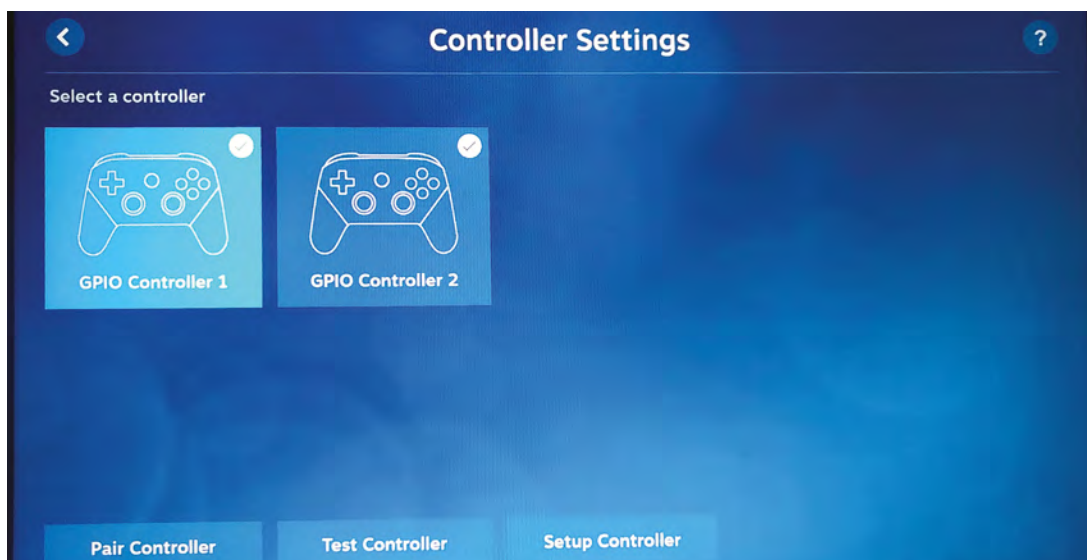 Controller Settings
?
Select a controller
GPIO Controller 1
GPIO Controller 2
Pair Controller
Test Controller
Setup Controller